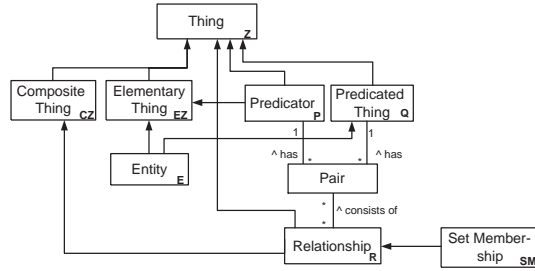 Thing
Z
Composite
Thing
CZ
Elementary
Thing
EZ
Predicator
P
Predicated
Thing
Q
1
1
^ has
*
*
^ has
Entity
E
Pair
*
^ consists of
*
Relationship
R
Set Member-
ship
SM